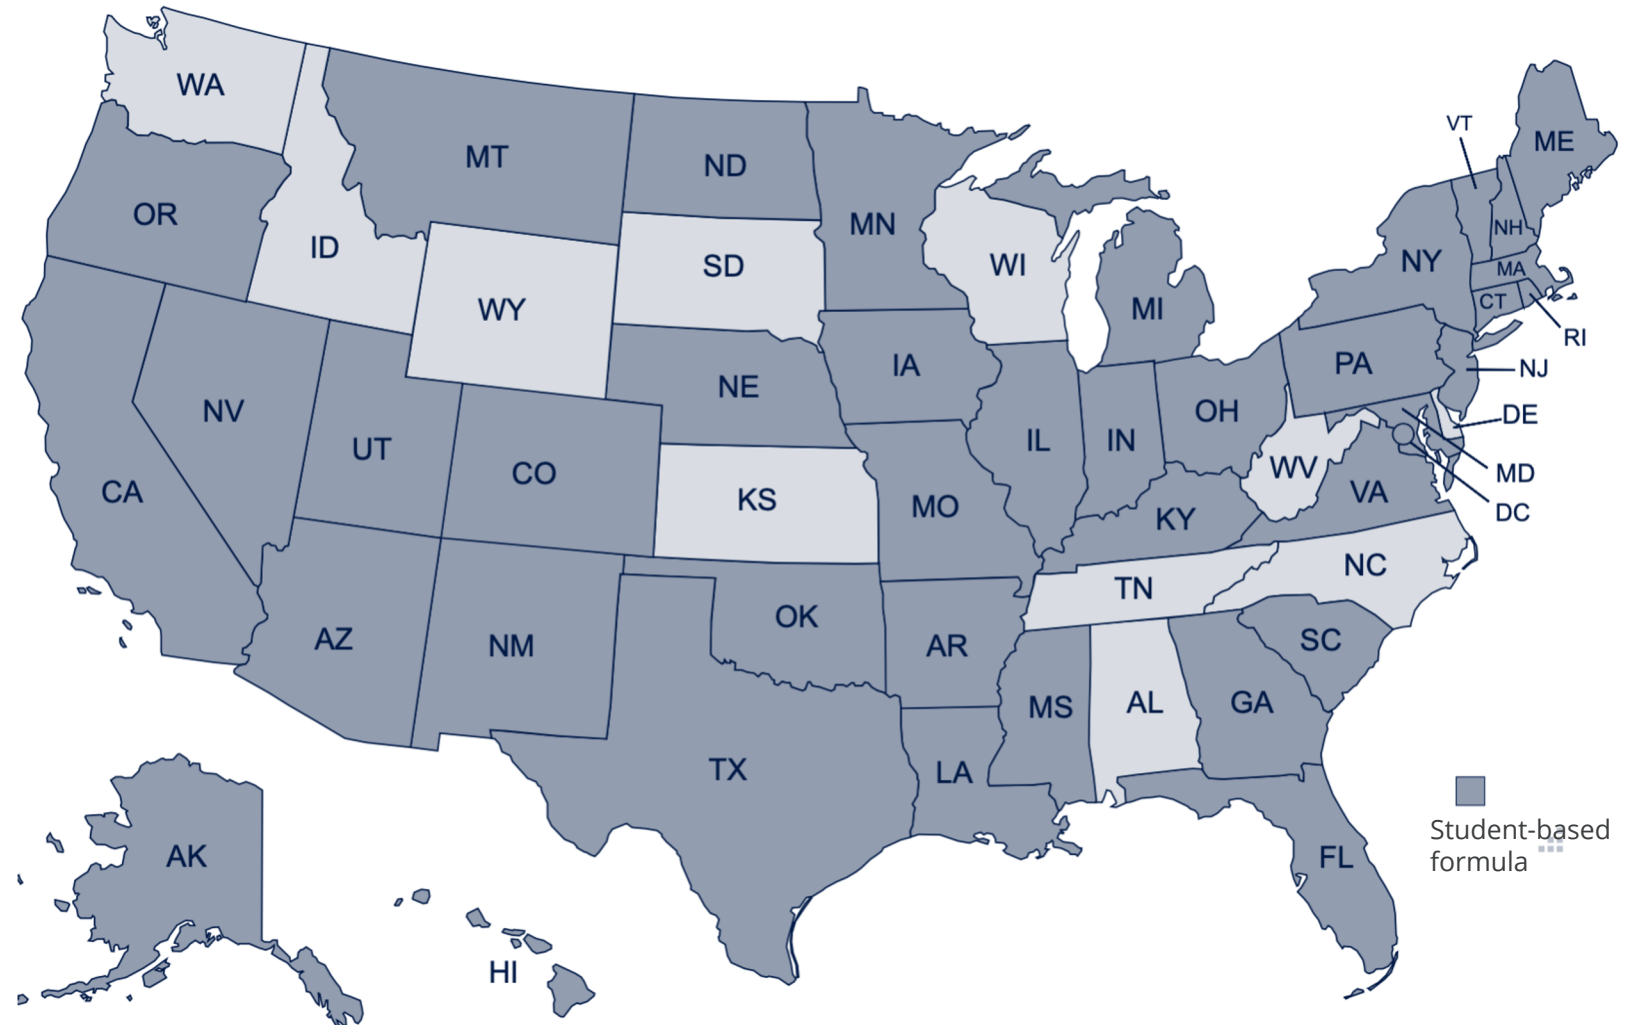 WA
VT
ME
MT
ND
OR
MN
NH
ID
SD
WI
NY
MA
CT
WY
MI
RI
IA
PA
NJ
NE
NV
OH
DE
UT
IL
IN
CO
WV
MD
CA
KS
MO
VA
DC
KY
NC
TN
OK
AZ
NM
AR
SC
MS
AL
GA
TX
LA
Student-based
formula
AK
FL
HI